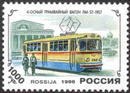 4-ОСНЫЙ ТРАМВАЙНЫЙ ВАГОН ЛМ-57·1957
1000
ROSSIJA 1996
РОССИЯ